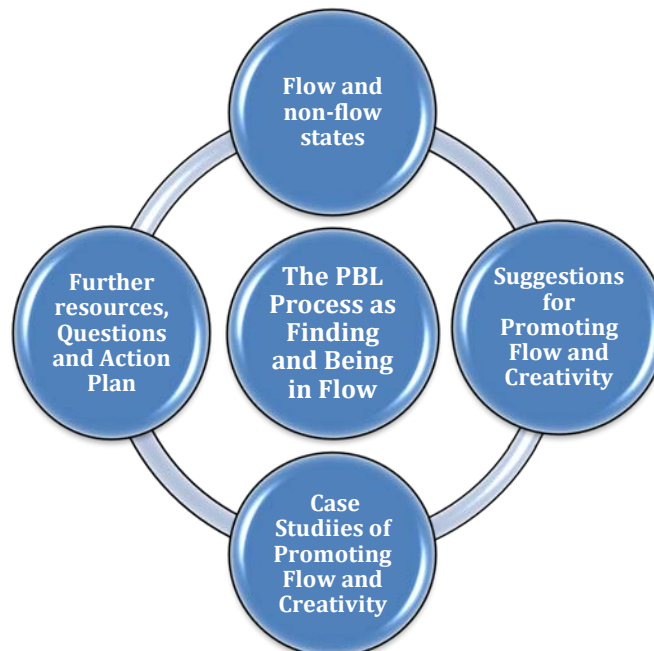 Flow and
non-flow
states
Further
resources,
Questions
and Action
Plan
The PBL
Process as
Finding
and Being
in Flow
Suggestions
for
Promoting
Flow and
Creativity
Case
Studiies of
Promoting
Flow and
Creativity